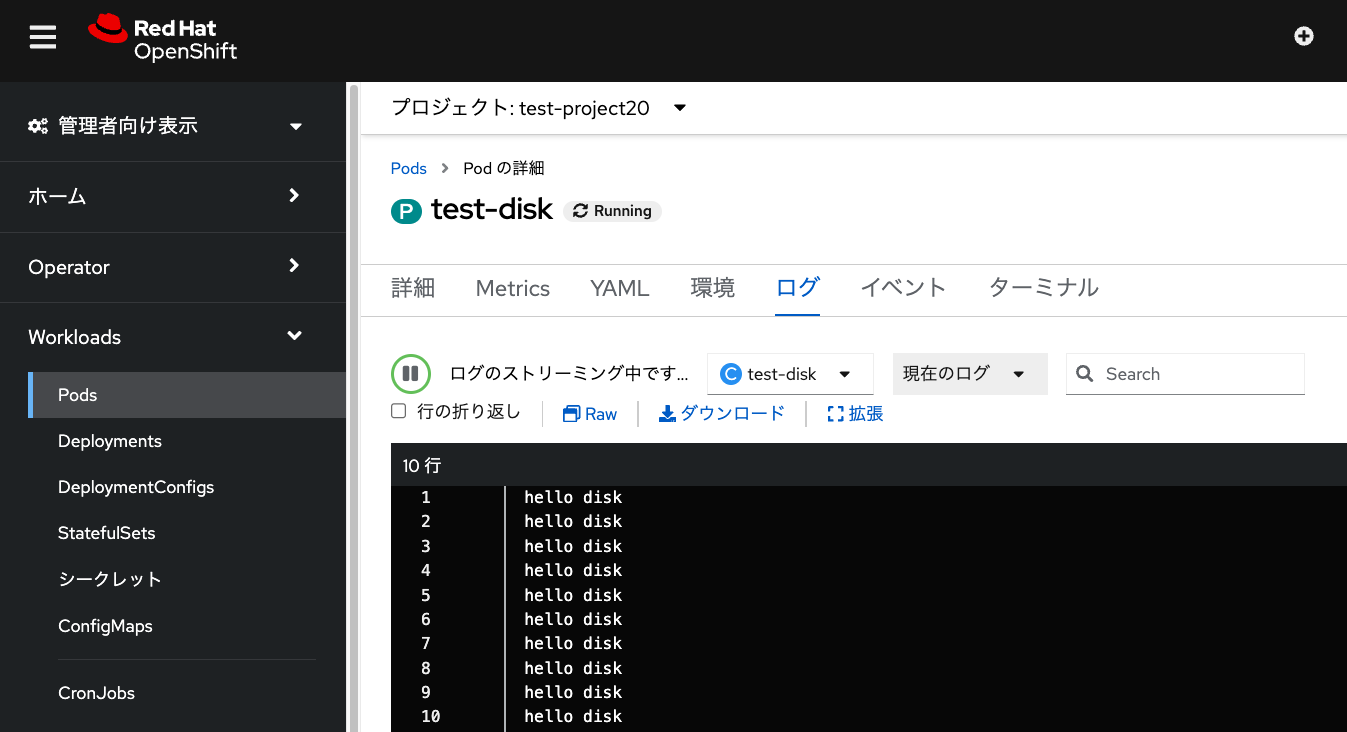 Red Hat
OpenShift
管理者向け表示
ホーム
Operator
Workloads
Pods
Deployments
DeploymentConfigs
StatefulSets
シークレット
ConfigMaps
CronJobs
プロジェクト: test-project20
Pods > Pod の詳細
P test-disk Running
詳細 Metrics YAML 環境 ログ イベント ターミナル
ログのストリーミング中です... C test-disk 現在のログ Search
行の折り返し Raw ダウンロード 拡張
10 行
1 hello disk
2 hello disk
3 hello disk
4 hello disk
5 hello disk
6 hello disk
7 hello disk
8 hello disk
9 hello disk
10 hello disk